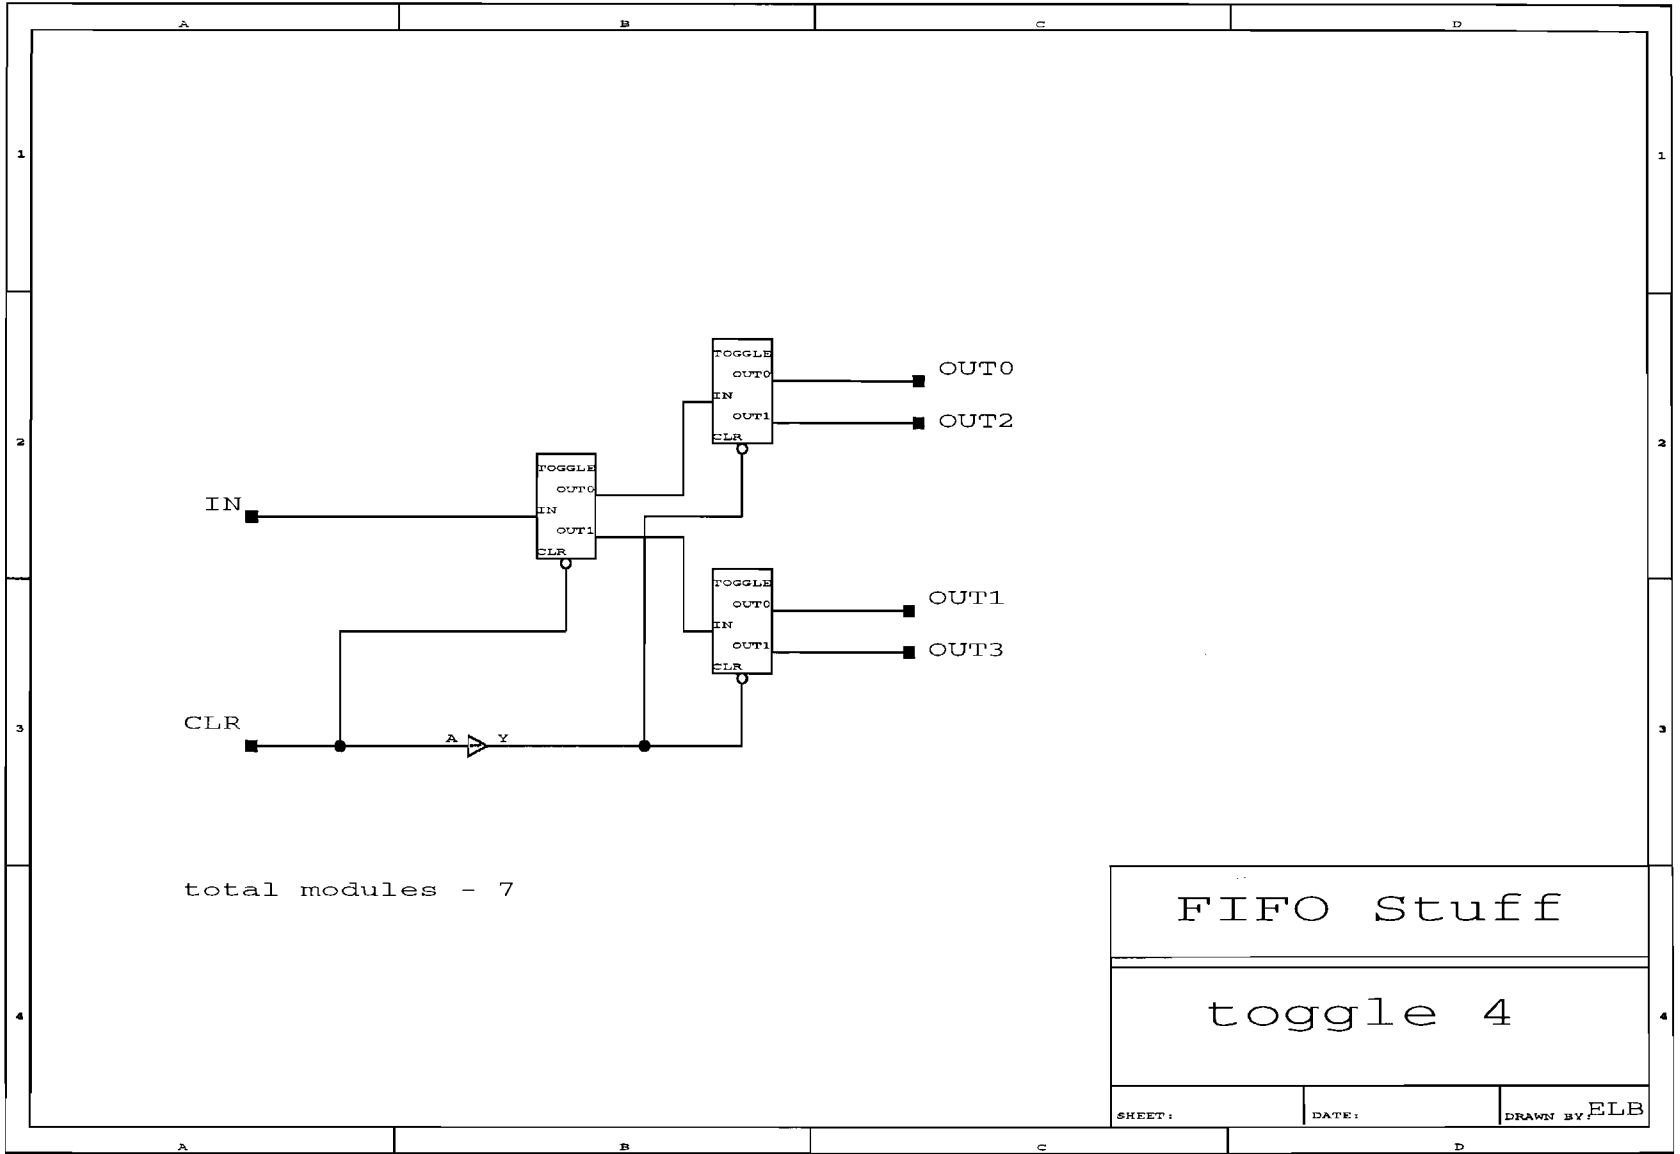 A B C D
1 1
TOGGLE
OUT0
IN
OUT1
CLR
OUT0
OUT2
2 2
TOGGLE
OUT0
IN
OUT1
CLR
IN
TOGGLE
OUT0
IN
OUT1
CLR
OUT1
OUT3
CLR
A Y
3 3
total modules - 7
FIFO Stuff
toggle 4
4 4
SHEET: DATE: DRAWN BY: ELB
A B C D